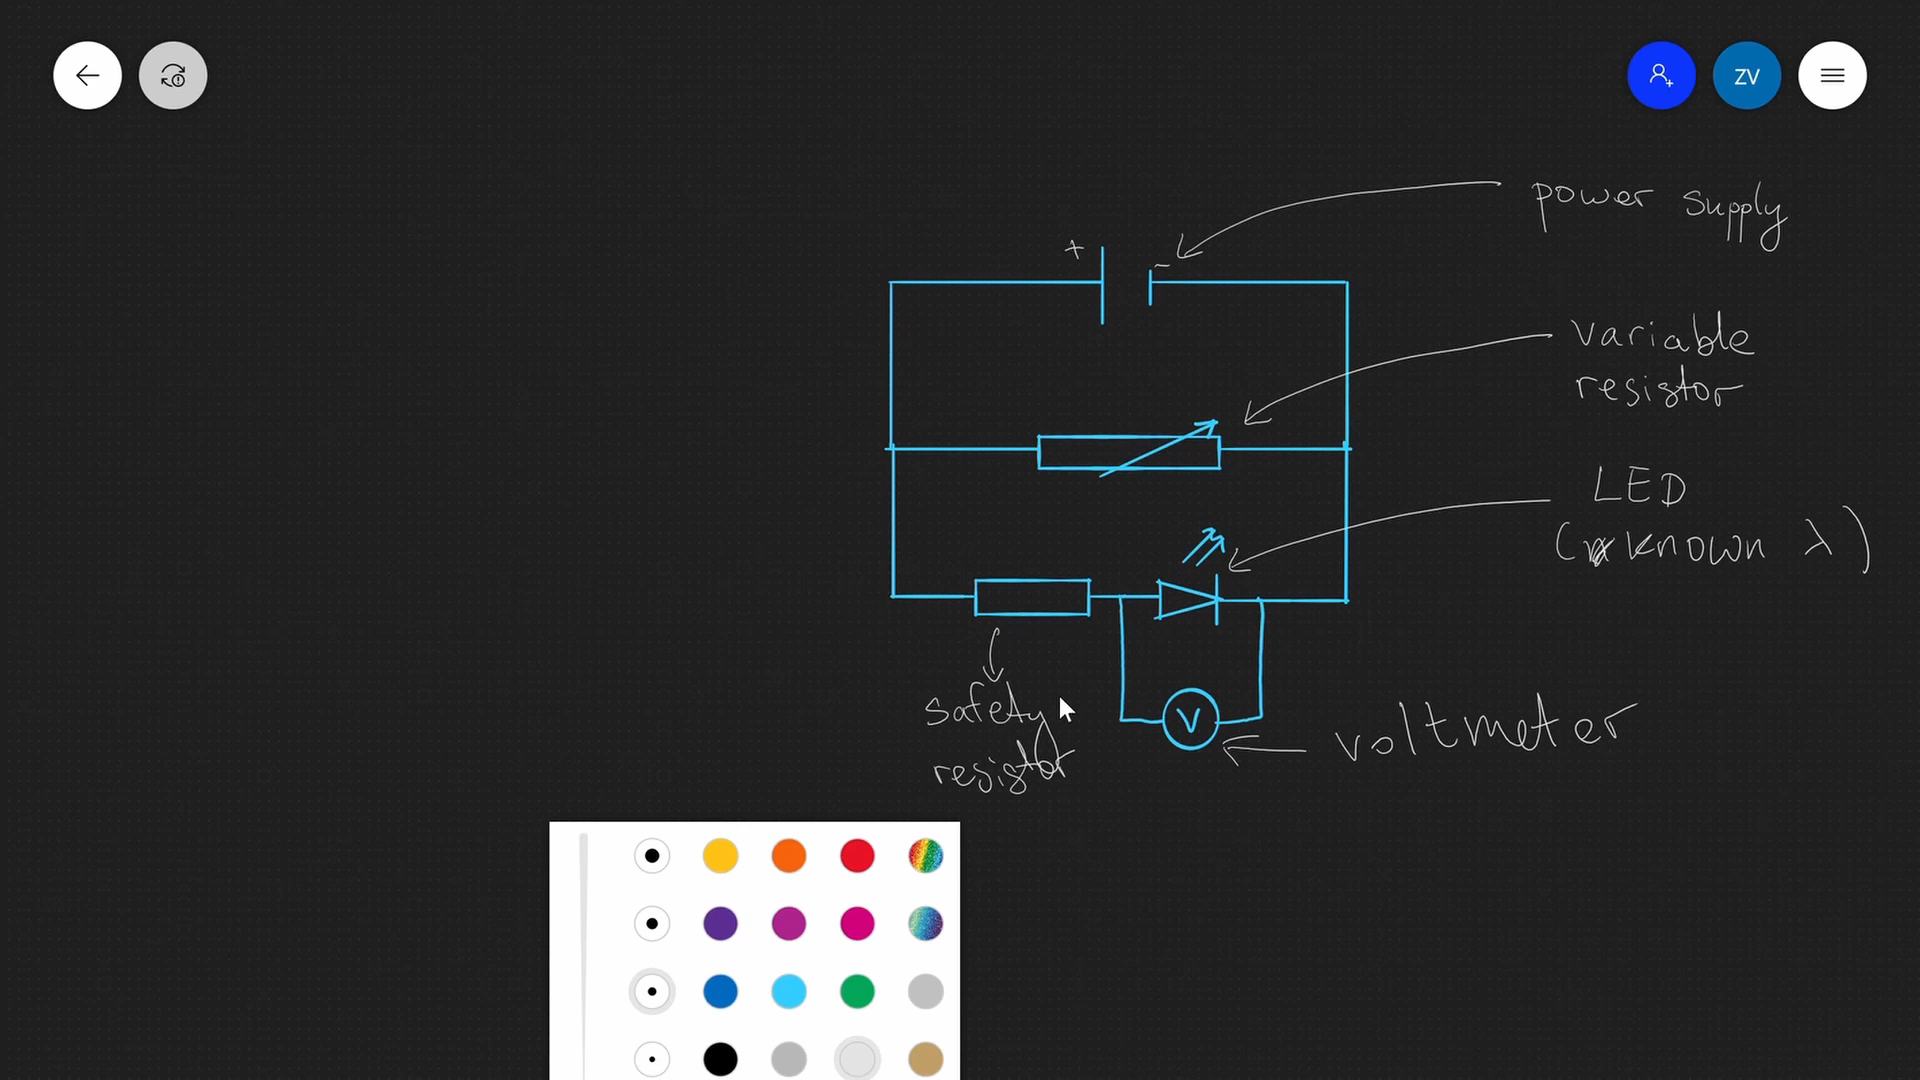 ZV
power supply
+
-
variable
resistor
LED
(known λ)
safety
resistor
V
voltmeter